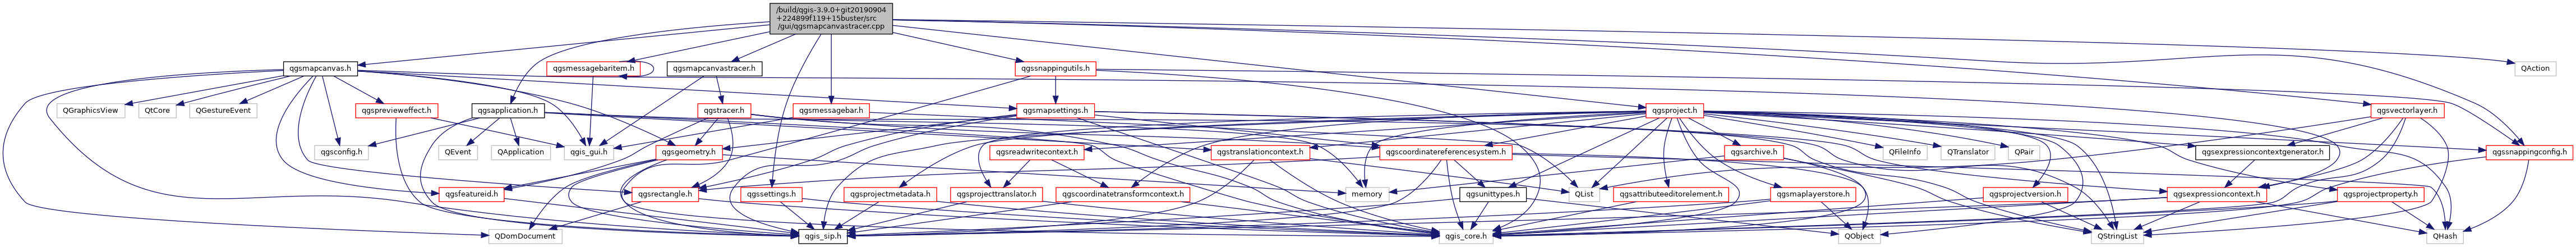 /build/qgis-3.9.0+git20190904
+224899f119+15buster/src
/gui/qgsmapcanvastracer.cpp
qgsmapcanvas.h
qgsmessagebaritem.h
qgsmapcanvastracer.h
qgssnappingutils.h
QAction
QGraphicsView
QtCore
QGestureEvent
qgsprevieweffect.h
qgsapplication.h
qgstracer.h
qgsmessagebar.h
qgsmapsettings.h
qgsproject.h
qgsvectorlayer.h
qgsconfig.h
QEvent
QApplication
qgis_gui.h
qgsgeometry.h
qgsreadwritecontext.h
qgstranslationcontext.h
qgscoordinatereferencesystem.h
qgsarchive.h
QFileInfo
QTranslator
QPair
qgsexpressioncontextgenerator.h
qgssnappingconfig.h
qgsfeatureid.h
qgsrectangle.h
memory
qgssettings.h
qgsprojectmetadata.h
qgsprojecttranslator.h
qgscoordinatetransformcontext.h
QList
qgsunittypes.h
qgsattributeeditorelement.h
qgsmaplayerstore.h
qgsprojectversion.h
qgsexpressioncontext.h
qgsprojectproperty.h
QDomDocument
qgis_sip.h
qgis_core.h
QObject
QStringList
QHash